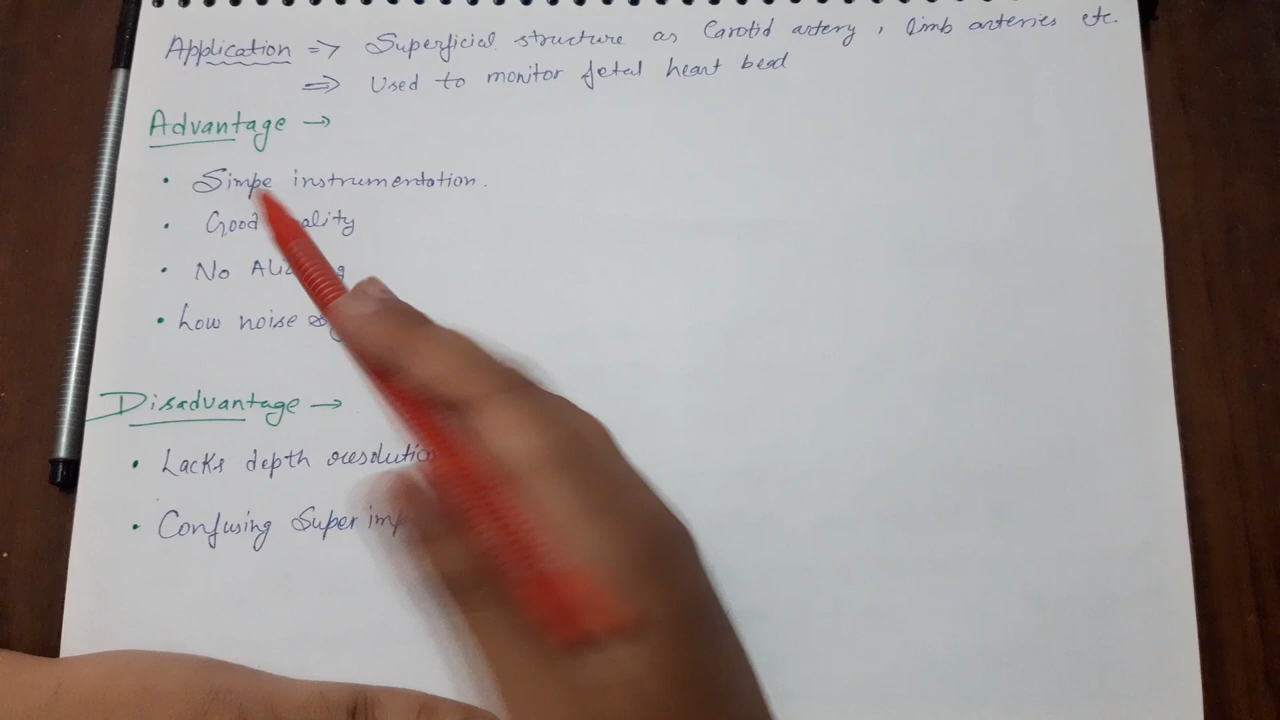 Application => Superficial structure as Carotid artery, limb arteries etc.
=> Used to monitor fetal heart beat
Advantage →
• Simpe instrumentation.
• Good
• No
• Low noise
Disadvantage →
• Lacks depth
• Confusing Super